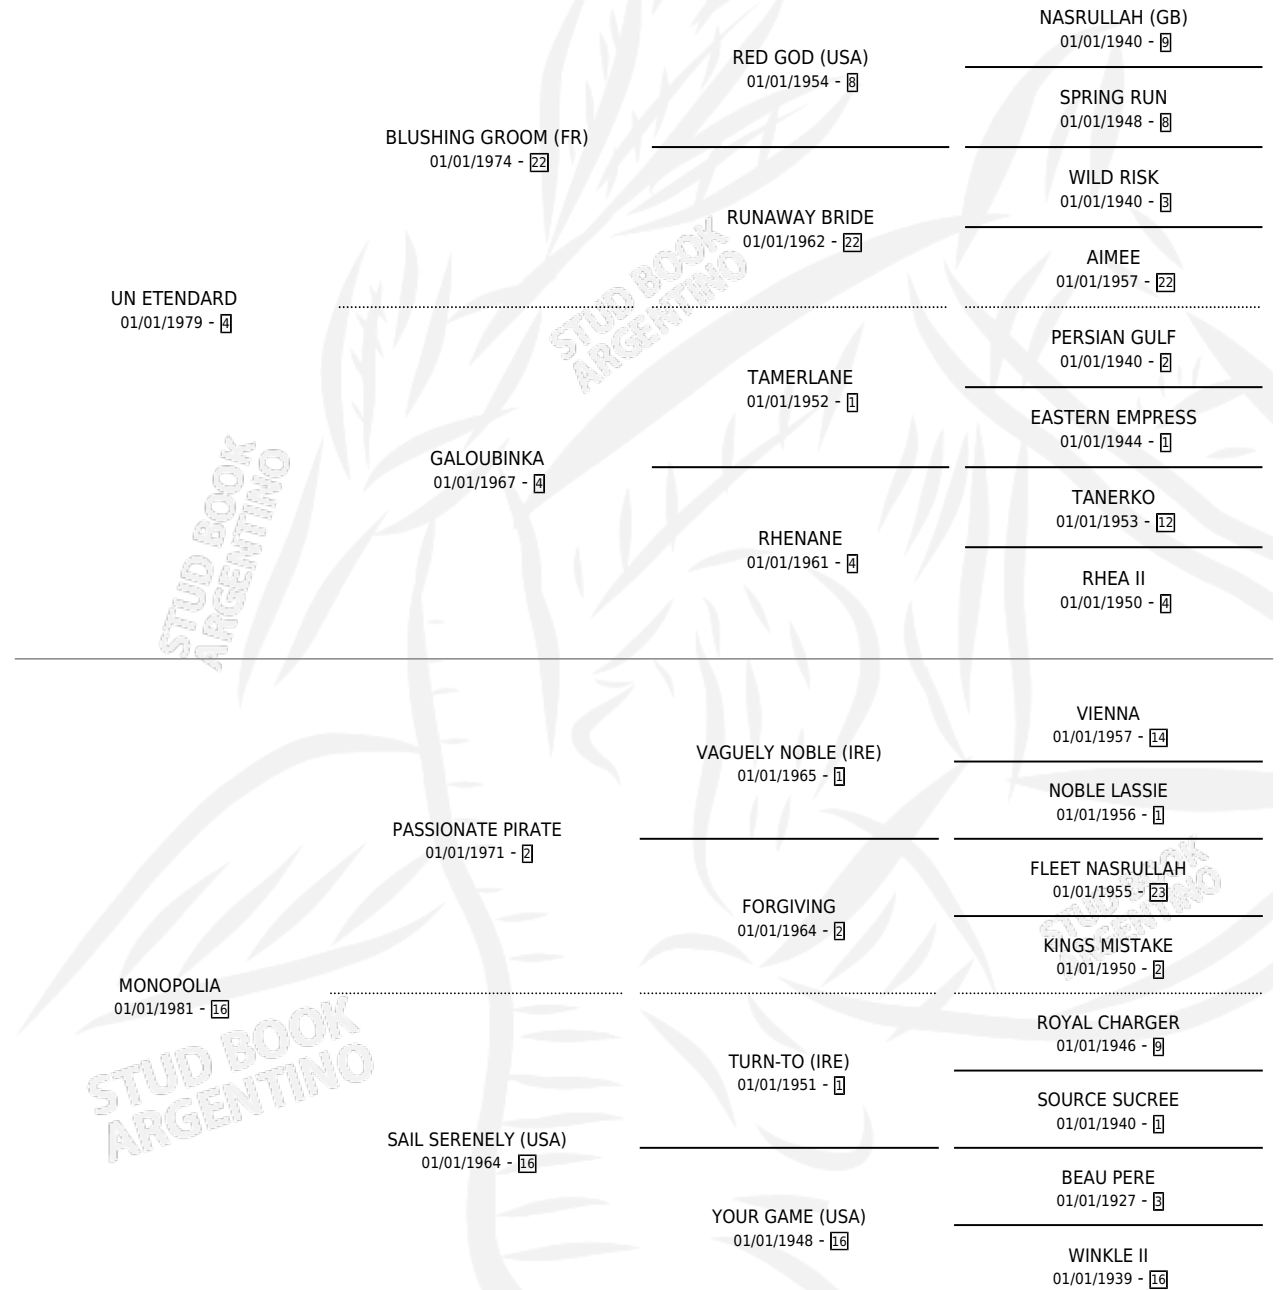 NASRULLAH (GB)
01/01/1940 - 9
RED GOD (USA)
01/01/1954 - 8
SPRING RUN
01/01/1948 - 8
BLUSHING GROOM (FR)
01/01/1974 - 22
WILD RISK
01/01/1940 - 3
RUNAWAY BRIDE
01/01/1962 - 22
AIMEE
01/01/1957 - 22
UN ETENDARD
01/01/1979 - 4
PERSIAN GULF
01/01/1940 - 2
TAMERLANE
01/01/1952 - 1
EASTERN EMPRESS
01/01/1944 - 1
GALOUBINKA
01/01/1967 - 4
TANERKO
01/01/1953 - 12
RHENANE
01/01/1961 - 4
RHEA II
01/01/1950 - 4
VIENNA
01/01/1957 - 14
VAGUELY NOBLE (IRE)
01/01/1965 - 1
NOBLE LASSIE
01/01/1956 - 1
PASSIONATE PIRATE
01/01/1971 - 2
FLEET NASRULLAH
01/01/1955 - 23
FORGIVING
01/01/1964 - 2
KINGS MISTAKE
01/01/1950 - 2
MONOPOLIA
01/01/1981 - 16
ROYAL CHARGER
01/01/1946 - 9
TURN-TO (IRE)
01/01/1951 - 1
SOURCE SUCREE
01/01/1940 - 1
SAIL SERENELY (USA)
01/01/1964 - 16
BEAU PERE
01/01/1927 - 3
YOUR GAME (USA)
01/01/1948 - 16
WINKLE II
01/01/1939 - 16
STUD BOOK
ARGENTINO
STUD BOOK
ARGENTINO
STUD BOOK
ARGENTINO
STUD BOOK
ARGENTINO